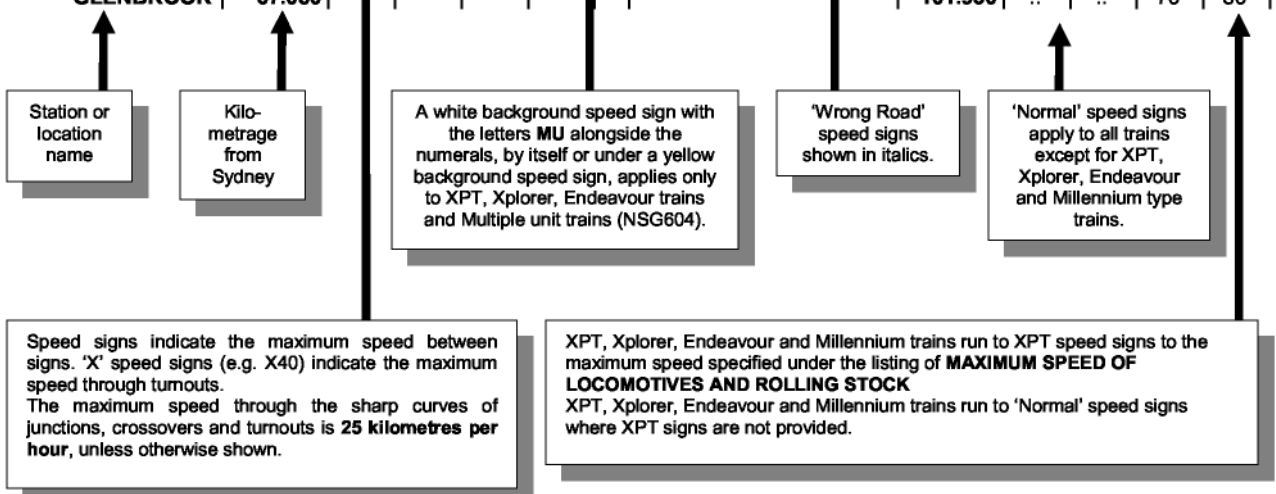 Station or
location
name
Kilo-
metrage
from
Sydney
A white background speed sign with
the letters MU alongside the
numerals, by itself or under a yellow
background speed sign, applies only
to XPT, Xplorer, Endeavour trains
and Multiple unit trains (NSG604).
‘Wrong Road’
speed signs
shown in italics.
‘Normal’ speed signs
apply to all trains
except for XPT,
Xplorer, Endeavour
and Millennium type
trains.
Speed signs indicate the maximum speed between
signs. ‘X’ speed signs (e.g. X40) indicate the maximum
speed through turnouts.
The maximum speed through the sharp curves of
junctions, crossovers and turnouts is 25 kilometres per
hour, unless otherwise shown.
XPT, Xplorer, Endeavour and Millennium trains run to XPT speed signs to the
maximum speed specified under the listing of MAXIMUM SPEED OF
LOCOMOTIVES AND ROLLING STOCK
XPT, Xplorer, Endeavour and Millennium trains run to ‘Normal’ speed signs
where XPT signs are not provided.